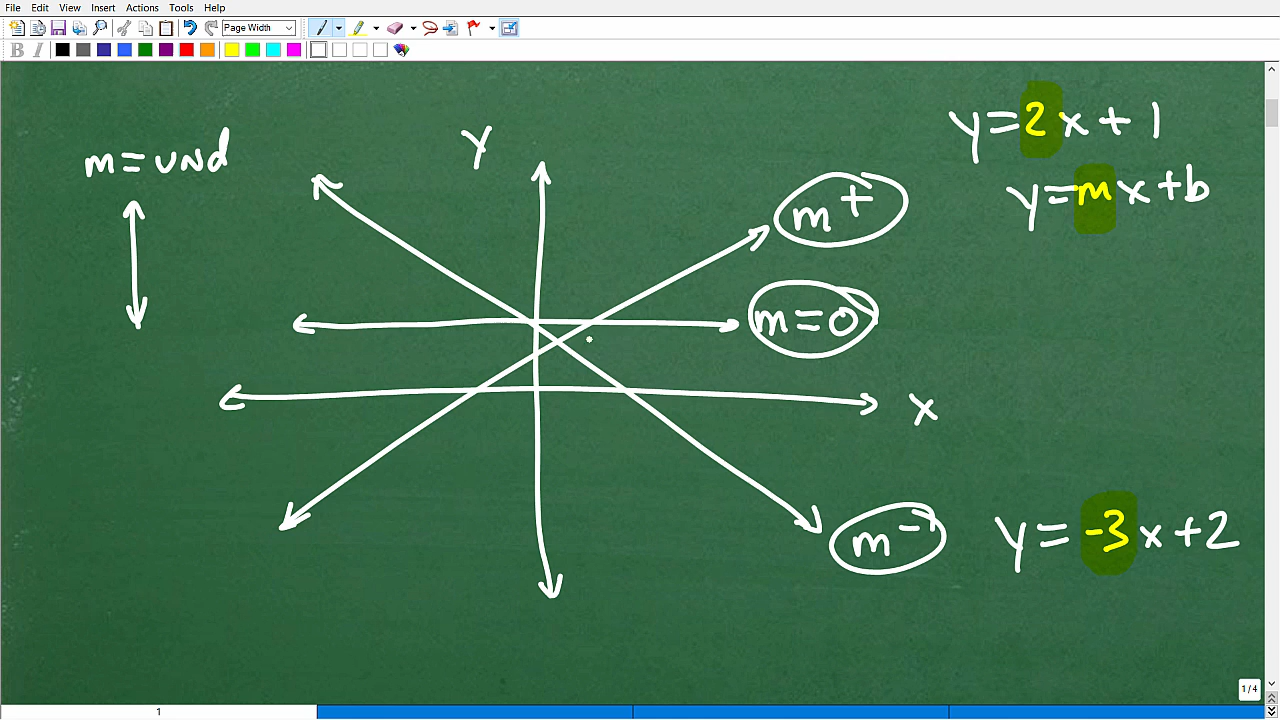 File Edit View Insert Actions Tools Help
Page Width
B I
y=2x+1
m=und
y
y=mx+b
m+
m=0
x
m-
y=-3x+2
1/4
1